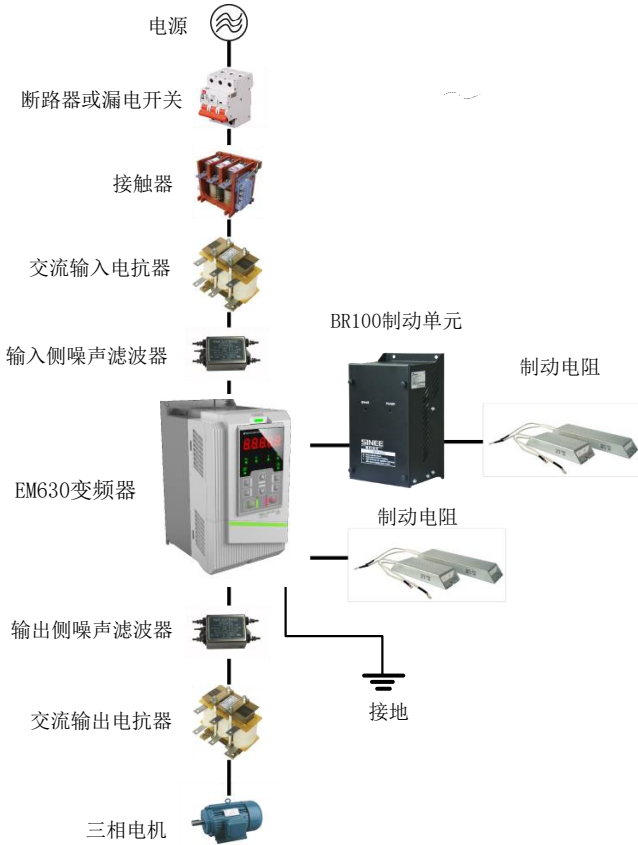 电源
断路器或漏电开关
接触器
交流输入电抗器
BR100制动单元
输入侧噪声滤波器
制动电阻
SINEE
EM630变频器
制动电阻
输出侧噪声滤波器
接地
交流输出电抗器
三相电机